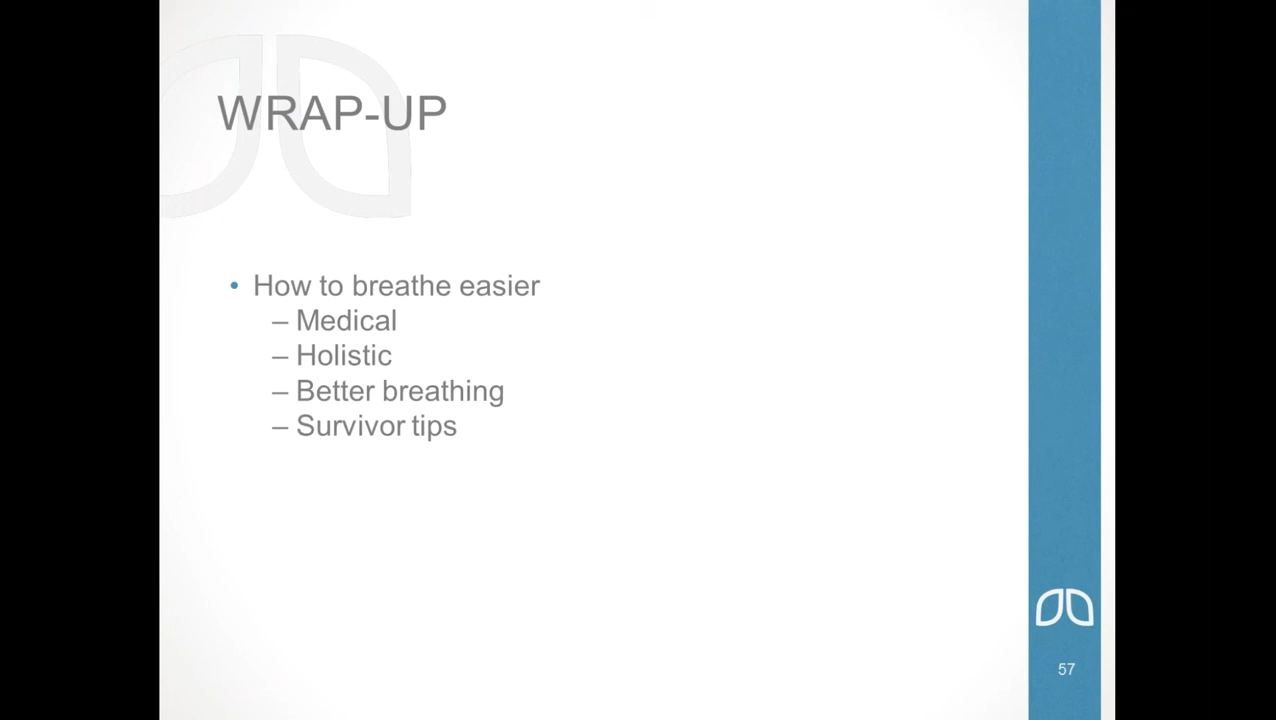 WRAP-UP
• How to breathe easier
– Medical
– Holistic
– Better breathing
– Survivor tips
57